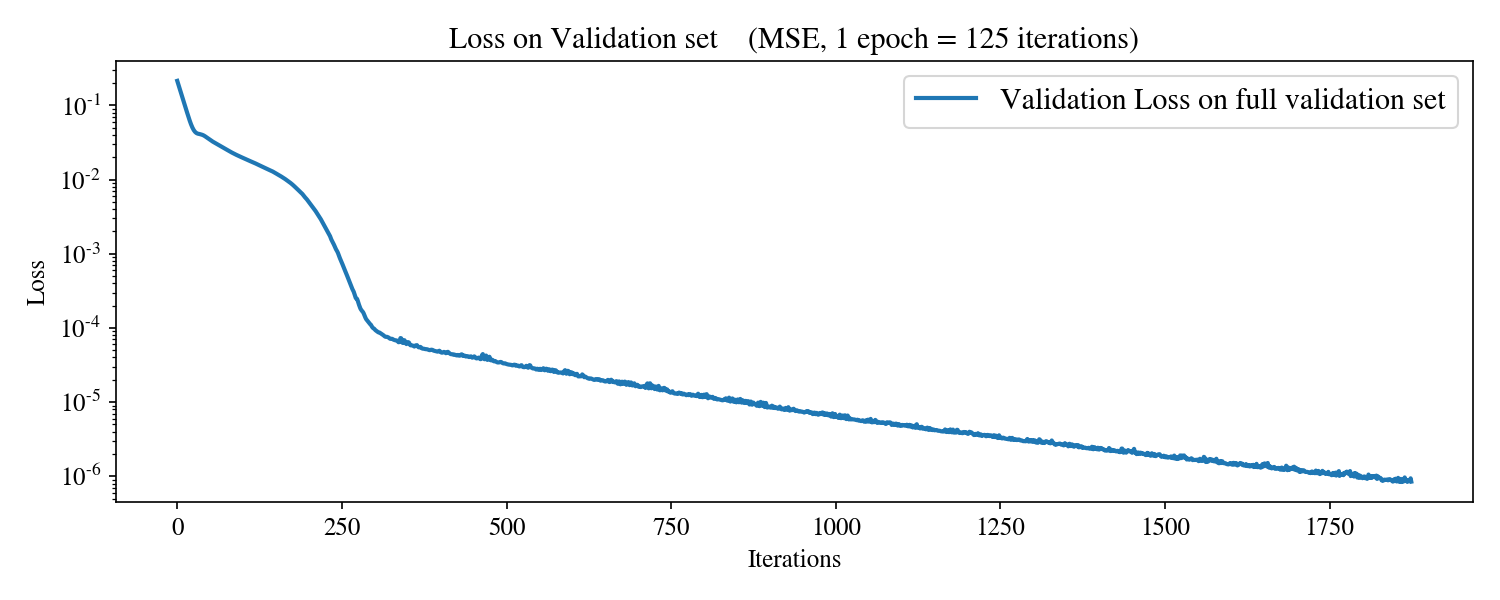 Loss on Validation set    (MSE, 1 epoch = 125 iterations)
Validation Loss on full validation set
Loss
10⁻¹
10⁻²
10⁻³
10⁻⁴
10⁻⁵
10⁻⁶
0 250 500 750 1000 1250 1500 1750
Iterations